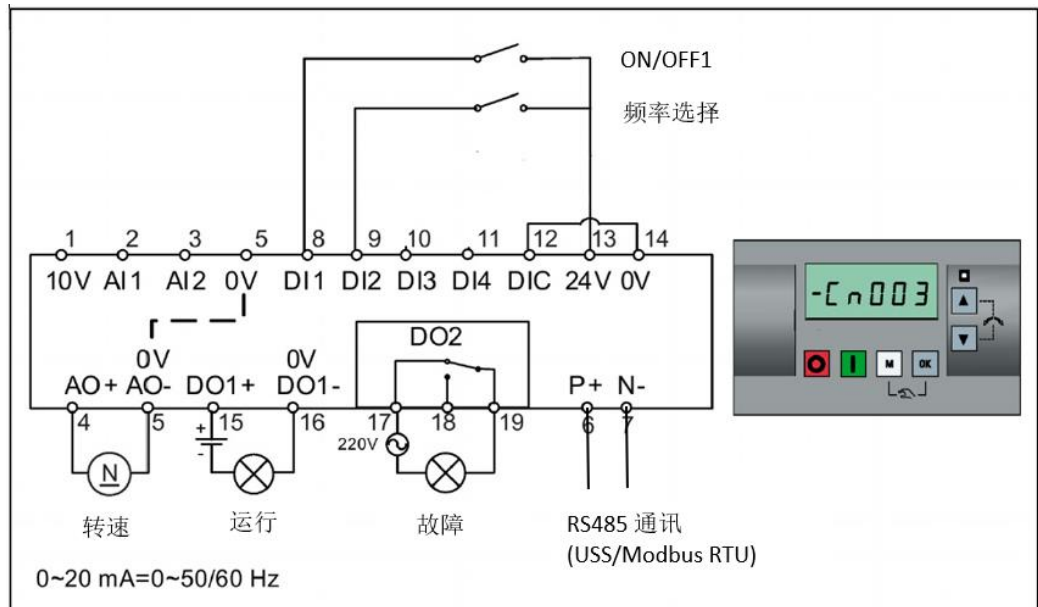 ON/OFF1
频率选择
1 2 3 5 8 9 10 11 12 13 14
10V AI1 AI2 0V DI1 DI2 DI3 DI4 DIC 24V 0V
-Cn003
DO2
0V 0V
AO+ AO- DO1+ DO1- P+ N-
M OK
4 5 15 16 17 18 19 6 7
+
-
220V
N
转速 运行 故障
RS485 通讯
(USS/Modbus RTU)
0~20 mA=0~50/60 Hz